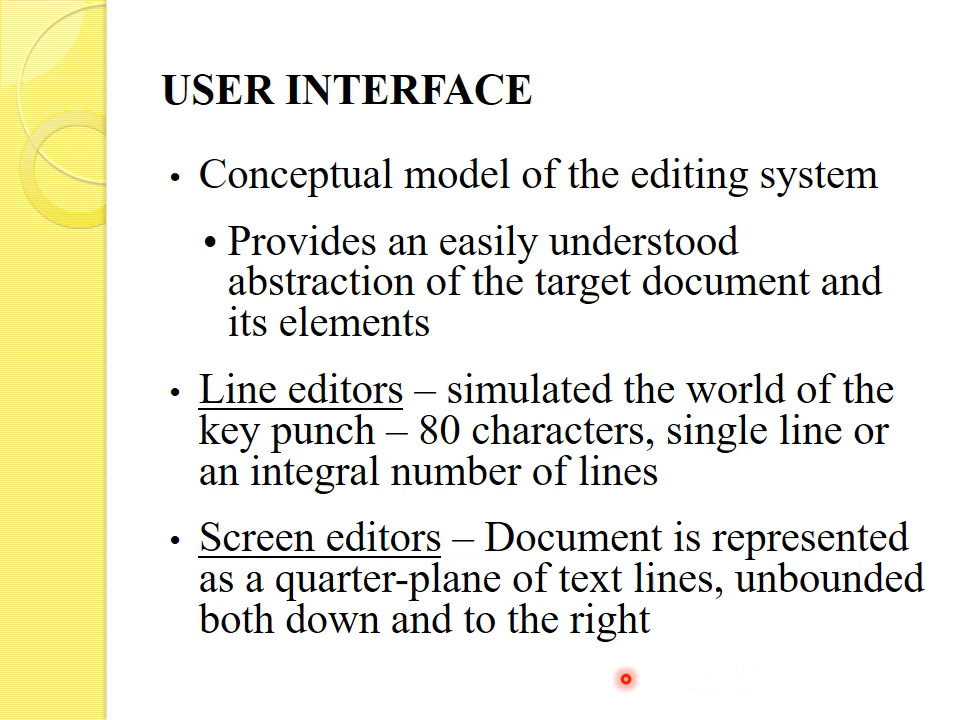 USER INTERFACE
• Conceptual model of the editing system
• Provides an easily understood
abstraction of the target document and
its elements
• Line editors – simulated the world of the
key punch – 80 characters, single line or
an integral number of lines
• Screen editors – Document is represented
as a quarter-plane of text lines, unbounded
both down and to the right